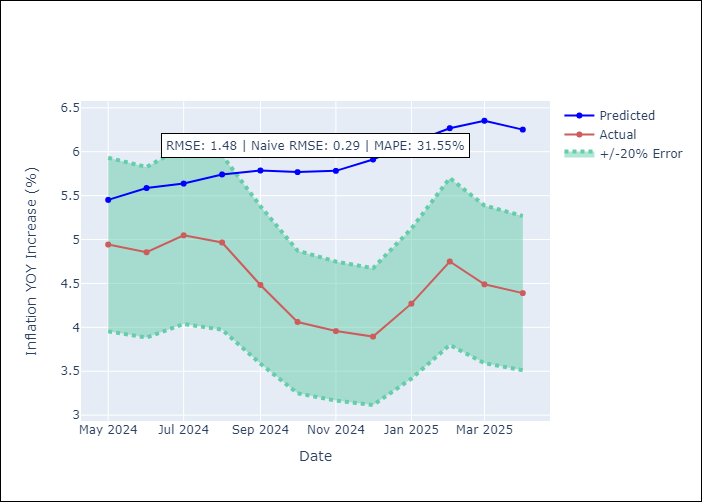 6.5
6
5.5
5
4.5
4
3.5
3
Inflation YOY Increase (%)
RMSE: 1.48 | Naive RMSE: 0.29 | MAPE: 31.55%
Predicted
Actual
+/-20% Error
May 2024 Jul 2024 Sep 2024 Nov 2024 Jan 2025 Mar 2025
Date